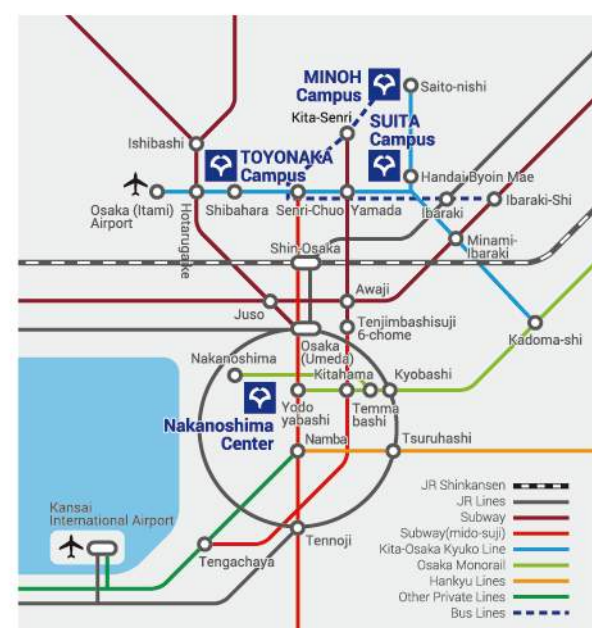 MINOH
Campus
Saito-nishi
Kita-Senri
SUITA
Campus
Ishibashi
TOYONAKA
Campus
Handai Byoin Mae
Osaka (Itami)
Airport
Hotarugaike
Shibahara
Senri-Chuo
Yamada
Ibaraki
Ibaraki-Shi
Minami-
Ibaraki
Shin-Osaka
Awaji
Juso
Tenjimbashisuji
6-chome
Kadoma-shi
Osaka
(Umeda)
Nakanoshima
Kitahama
Kyobashi
Yodo
yabashi
Temma
bashi
Nakanoshima
Center
Namba
Tsuruhashi
Kansai
International Airport
Tennoji
Tengachaya
JR Shinkansen
JR Lines
Subway
Subway(mido-suji)
Kita-Osaka Kyuko Line
Osaka Monorail
Hankyu Lines
Other Private Lines
Bus Lines